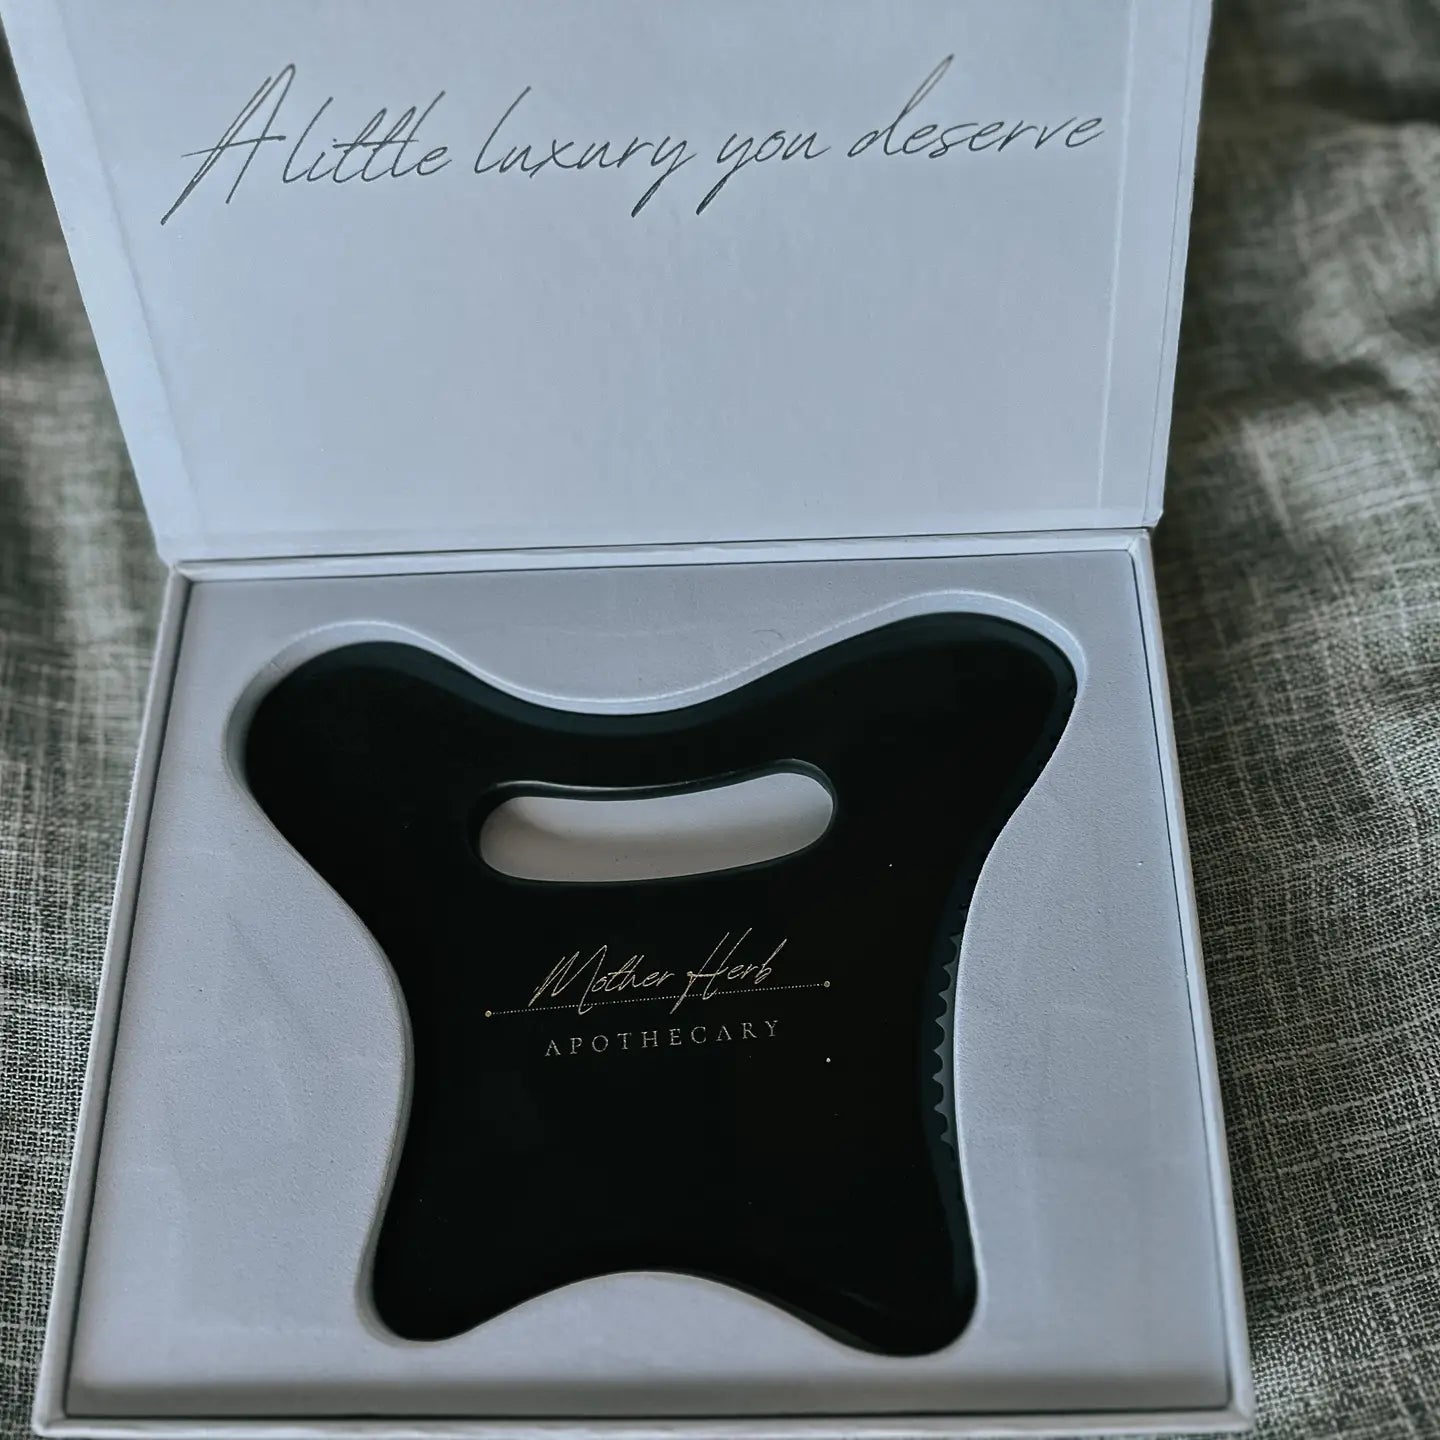 A little luxury you deserve
Mother Herb
APOTHECARY